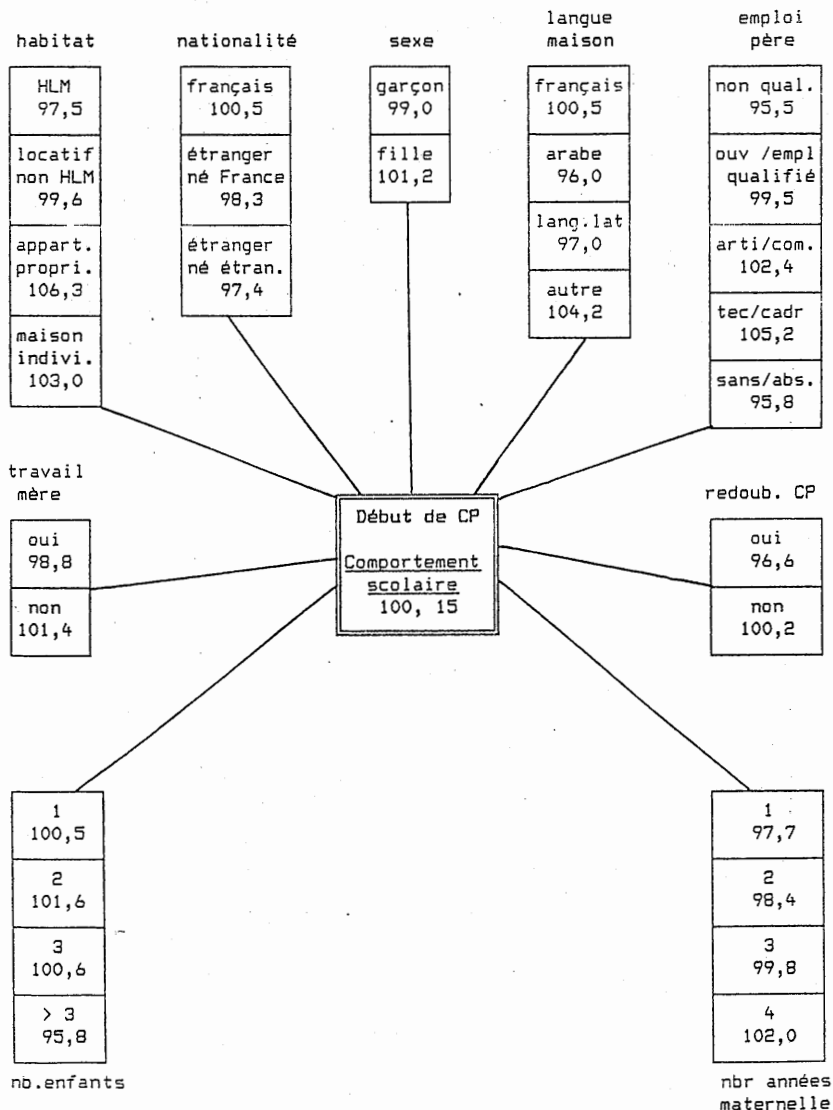 habitat
HLM
97,5
locatif
non HLM
99,6
appart.
propri.
106,3
maison
indivi.
103,0
nationalité
français
100,5
étranger
né France
98,3
étranger
né étran.
97,4
sexe
garçon
99,0
fille
101,2
langue
maison
français
100,5
arabe
96,0
lang.lat
97,0
autre
104,2
emploi
père
non qual.
95,5
ouv /empl
qualifié
99,5
arti/com.
102,4
tec/cadr
105,2
sans/abs.
95,8
travail
mère
oui
98,8
non
101,4
Début de CP
Comportement
scolaire
100, 15
redoub. CP
oui
96,6
non
100,2
1
100,5
2
101,6
3
100,6
> 3
95,8
nb.enfants
1
97,7
2
98,4
3
99,8
4
102,0
nbr années
maternelle